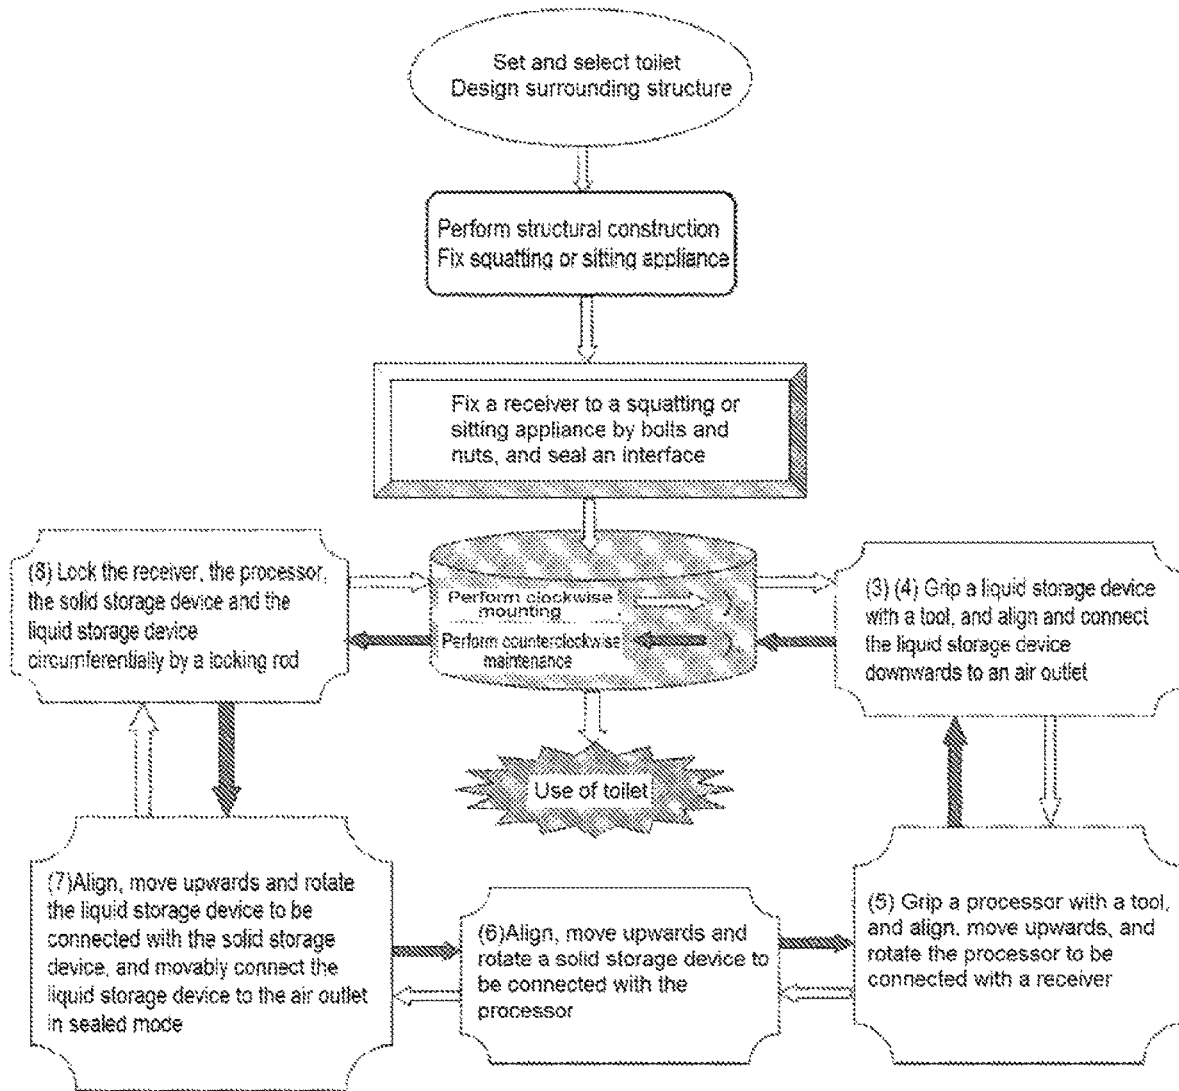 Set and select toilet
Design surrounding structure
Perform structural construction
Fix squatting or sitting appliance
Fix a receiver to a squatting or
sitting appliance by bolts and
nuts, and seal an interface
(8) Lock the receiver, the processor,
the solid storage device and the
liquid storage device
circumferentially by a locking rod
Perform clockwise
mounting
Perform counterclockwise
maintenance
(3) (4) Grip a liquid storage device
with a tool, and align and connect
the liquid storage device
downwards to an air outlet
Use of toilet
(7)Align, move upwards and rotate
the liquid storage device to be
connected with the solid storage
device, and movably connect the
liquid storage device to the air outlet
in sealed mode
(6)Align, move upwards and
rotate a solid storage device to
be connected with the
processor
(5) Grip a processor with a tool,
and align, move upwards, and
rotate the processor to be
connected with a receiver